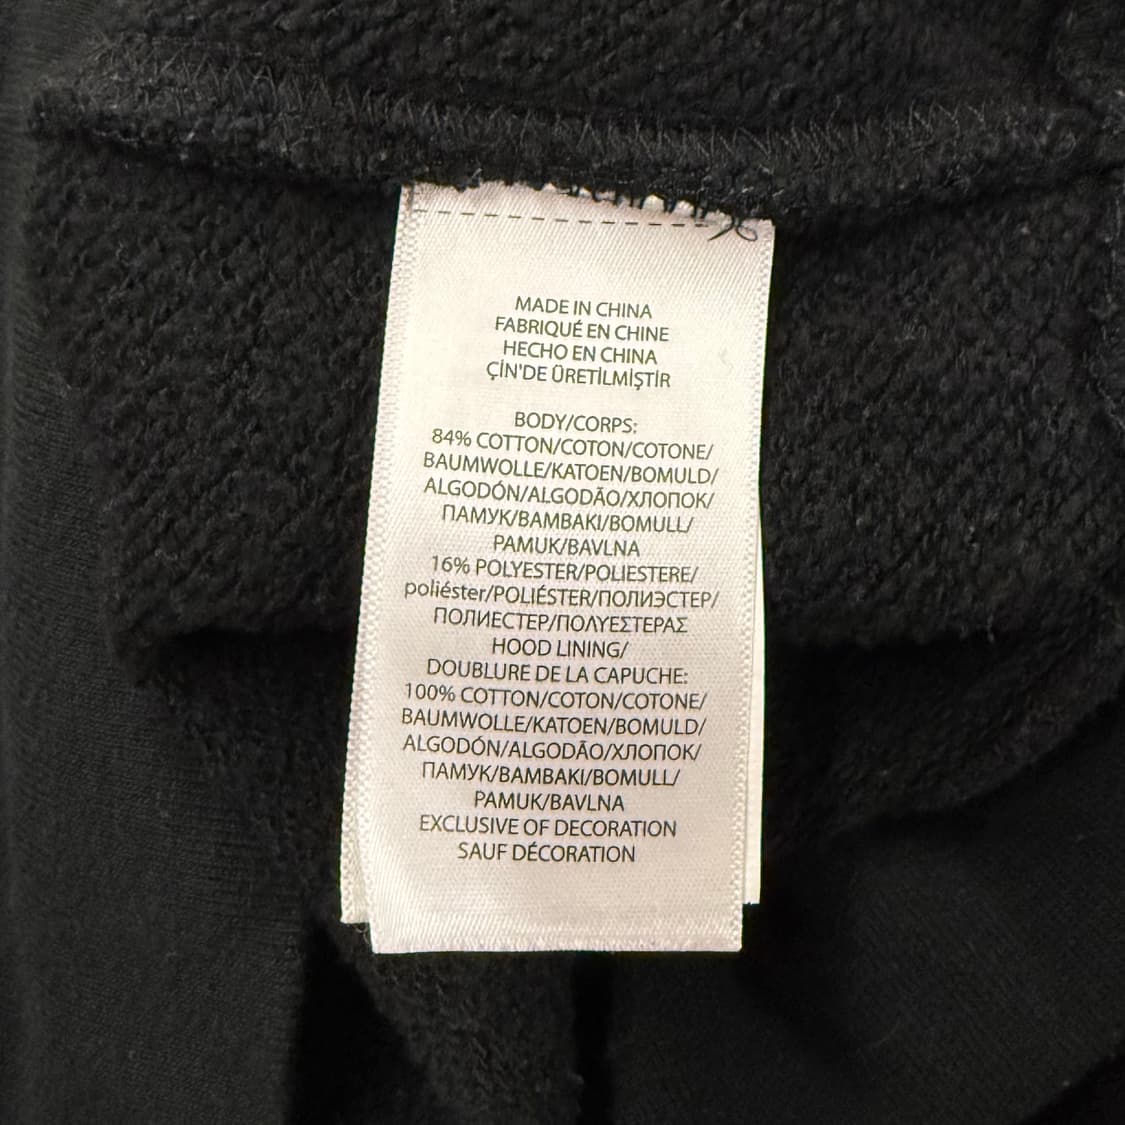 MADE IN CHINA
FABRIQUÉ EN CHINE
HECHO EN CHINA
ÇİN'DE ÜRETİLMİŞTİR
BODY/CORPS:
84% COTTON/COTON/COTONE/
BAUMWOLLE/KATOEN/BOMULD/
ALGODÓN/ALGODÃO/ХЛОПОК/
ПАМУК/ΒΑΜΒΑΚΙ/BOMULL/
PAMUK/BAVLNA
16% POLYESTER/POLIESTERE/
poliéster/POLIÉSTER/ПОЛИЭСТЕР/
ПОЛИЕСТЕР/ΠΟΛΥΕΣΤΕΡΑΣ
HOOD LINING/
DOUBLURE DE LA CAPUCHE:
100% COTTON/COTON/COTONE/
BAUMWOLLE/KATOEN/BOMULD/
ALGODÓN/ALGODÃO/ХЛОПОК/
ПАМУК/ΒΑΜΒΑΚΙ/BOMULL/
PAMUK/BAVLNA
EXCLUSIVE OF DECORATION
SAUF DÉCORATION